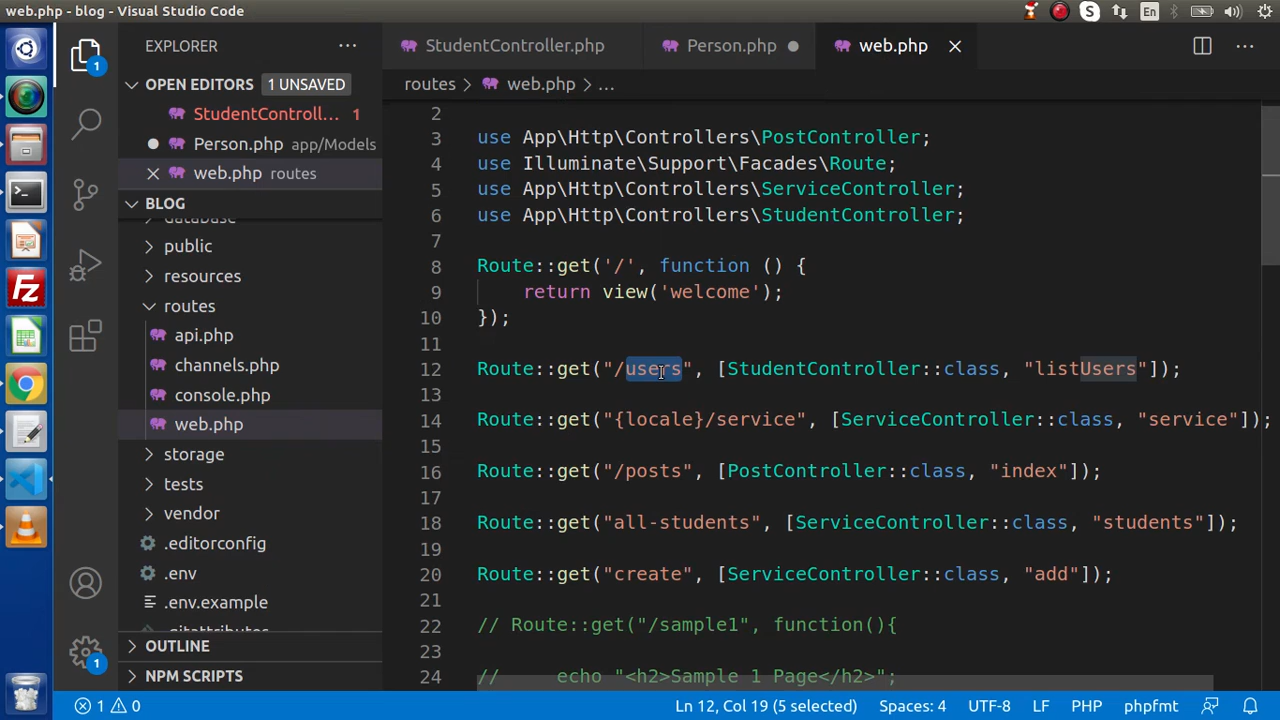 web.php - blog - Visual Studio Code
En
EXPLORER
OPEN EDITORS
1 UNSAVED
StudentControll... 1
Person.php app/Models
web.php routes
BLOG
database
public
resources
routes
api.php
channels.php
console.php
web.php
storage
tests
vendor
.editorconfig
.env
.env.example
.gitattributes
OUTLINE
NPM SCRIPTS
1
1
StudentController.php
Person.php
web.php
routes > web.php > ...
2
3 use App\Http\Controllers\PostController;
4 use Illuminate\Support\Facades\Route;
5 use App\Http\Controllers\ServiceController;
6 use App\Http\Controllers\StudentController;
7
8 Route::get('/', function () {
9 return view('welcome');
10 });
11
12 Route::get("/users", [StudentController::class, "listUsers"]);
13
14 Route::get("{locale}/service", [ServiceController::class, "service"]);
15
16 Route::get("/posts", [PostController::class, "index"]);
17
18 Route::get("all-students", [ServiceController::class, "students"]);
19
20 Route::get("create", [ServiceController::class, "add"]);
21
22 // Route::get("/sample1", function(){
23
24 // echo "<h2>Sample 1 Page</h2>";
1 0
Ln 12, Col 19 (5 selected)
Spaces: 4
UTF-8
LF
PHP
phpfmt